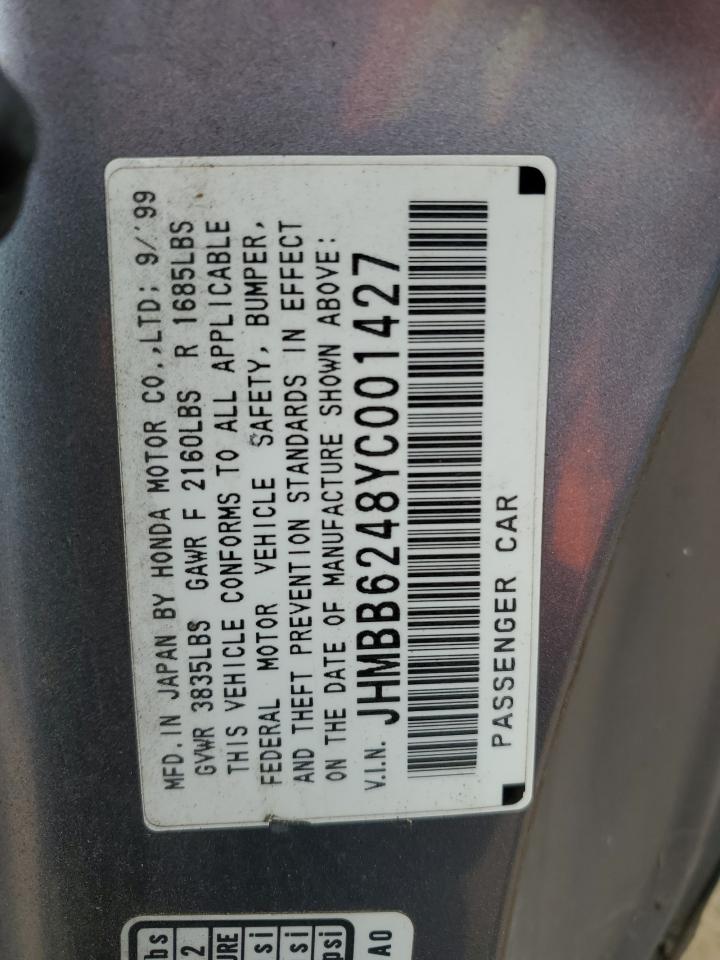 MFD. IN JAPAN BY HONDA MOTOR CO.,LTD; 9/'99
GVWR 3835LBS GAWR F 2160LBS R 1685LBS
THIS VEHICLE CONFORMS TO ALL APPLICABLE
FEDERAL MOTOR VEHICLE SAFETY, BUMPER,
AND THEFT PREVENTION STANDARDS IN EFFECT
ON THE DATE OF MANUFACTURE SHOWN ABOVE:
V.I.N. JHMBB6248YC001427
PASSENGER CAR
A0